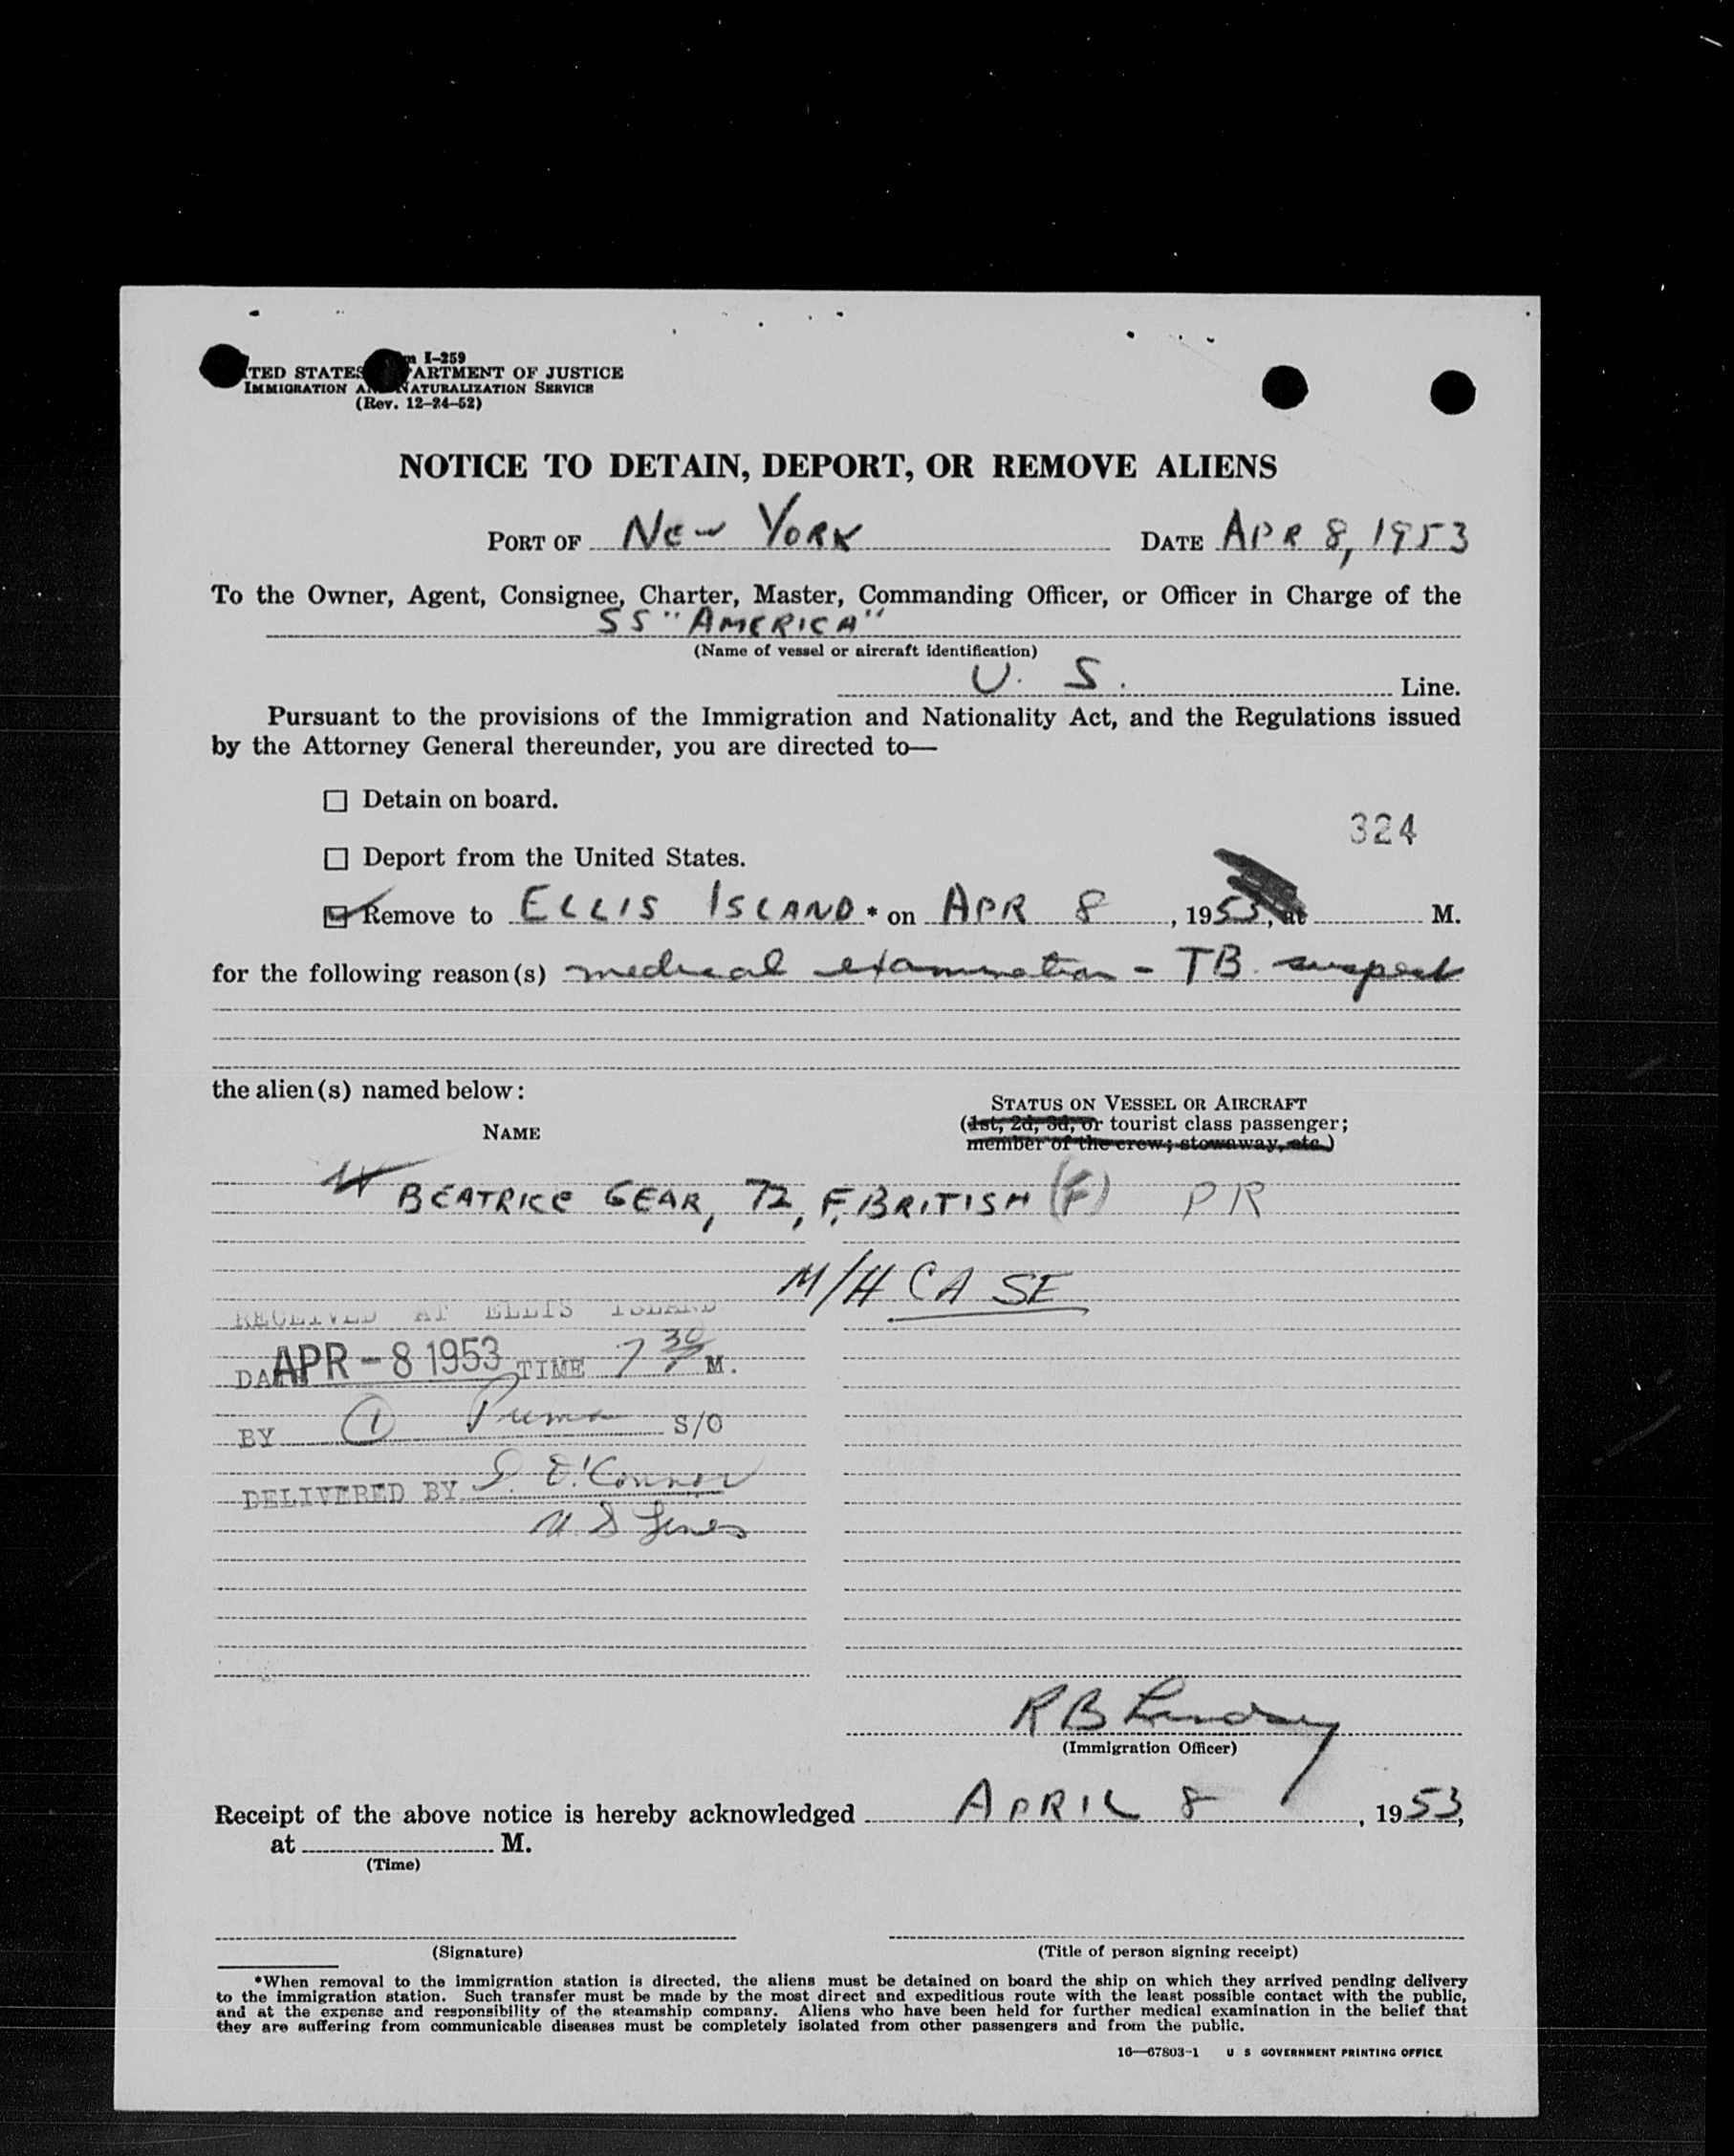 m I-259
TED STATES PARTMENT OF JUSTICE
IMMIGRATION AND NATURALIZATION SERVICE
(Rev. 12-24-52)
NOTICE TO DETAIN, DEPORT, OR REMOVE ALIENS
PORT OF NEW YORK DATE APR 8, 1953
To the Owner, Agent, Consignee, Charter, Master, Commanding Officer, or Officer in Charge of the
SS "AMERICA"
(Name of vessel or aircraft identification)
U. S. Line.
Pursuant to the provisions of the Immigration and Nationality Act, and the Regulations issued
by the Attorney General thereunder, you are directed to—
☐ Detain on board.
324
☐ Deport from the United States.
☑ Remove to ELLIS ISLAND * on APR 8, 1953, at M.
for the following reason(s) medical examination - TB suspect
the alien(s) named below:
NAME
STATUS ON VESSEL OR AIRCRAFT
(1st, 2d, 3d, or tourist class passenger;
member of the crew; stowaway, etc.)
BEATRICE GEAR, 72, F, BRITISH (F) PR
M/H CASE
RECEIVED AT ELLIS ISLAND
DATE APR - 8 1953 TIME 7 30 P M.
BY ① S/O
DELIVERED BY J. O'Connor
U. S Lines
R B Lindsay
(Immigration Officer)
Receipt of the above notice is hereby acknowledged APRIL 8, 1953,
at M.
(Time)
(Signature) (Title of person signing receipt)
*When removal to the immigration station is directed, the aliens must be detained on board the ship on which they arrived pending delivery
to the immigration station. Such transfer must be made by the most direct and expeditious route with the least possible contact with the public,
and at the expense and responsibility of the steamship company. Aliens who have been held for further medical examination in the belief that
they are suffering from communicable diseases must be completely isolated from other passengers and from the public.
16—67803-1 U S GOVERNMENT PRINTING OFFICE